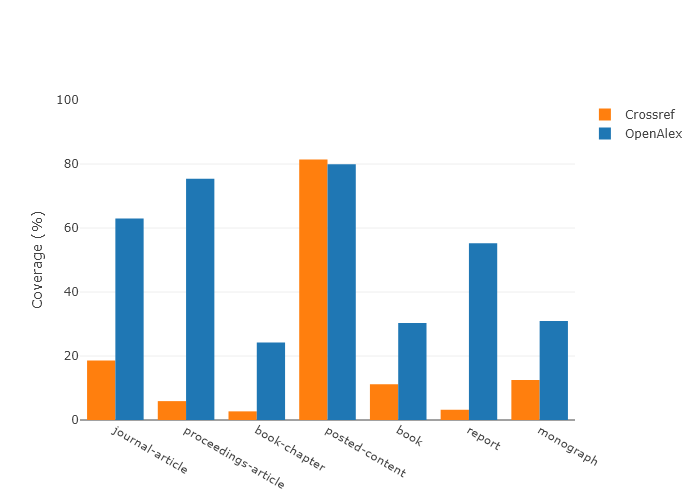 100
80
60
40
20
0
Coverage (%)
journal-article
proceedings-article
book-chapter
posted-content
book
report
monograph
Crossref
OpenAlex